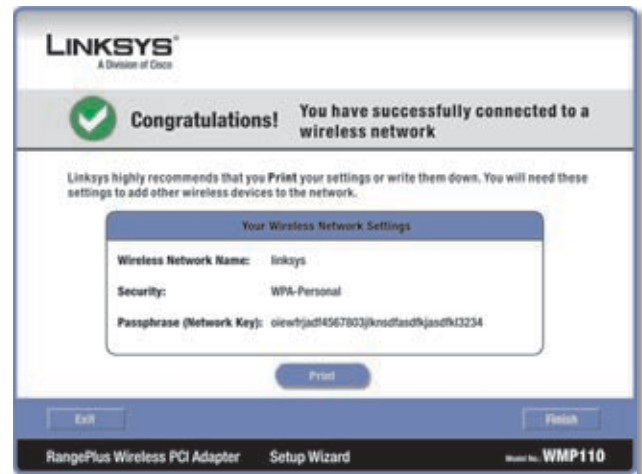 LINKSYS®
A Division of Cisco
Congratulations! You have successfully connected to a
wireless network
Linksys highly recommends that you Print your settings or write them down. You will need these
settings to add other wireless devices to the network.
Your Wireless Network Settings
Wireless Network Name: linksys
Security: WPA-Personal
Passphrase (Network Key):
Print
Exit Finish
RangePlus Wireless PCI Adapter Setup Wizard Model No. WMP110